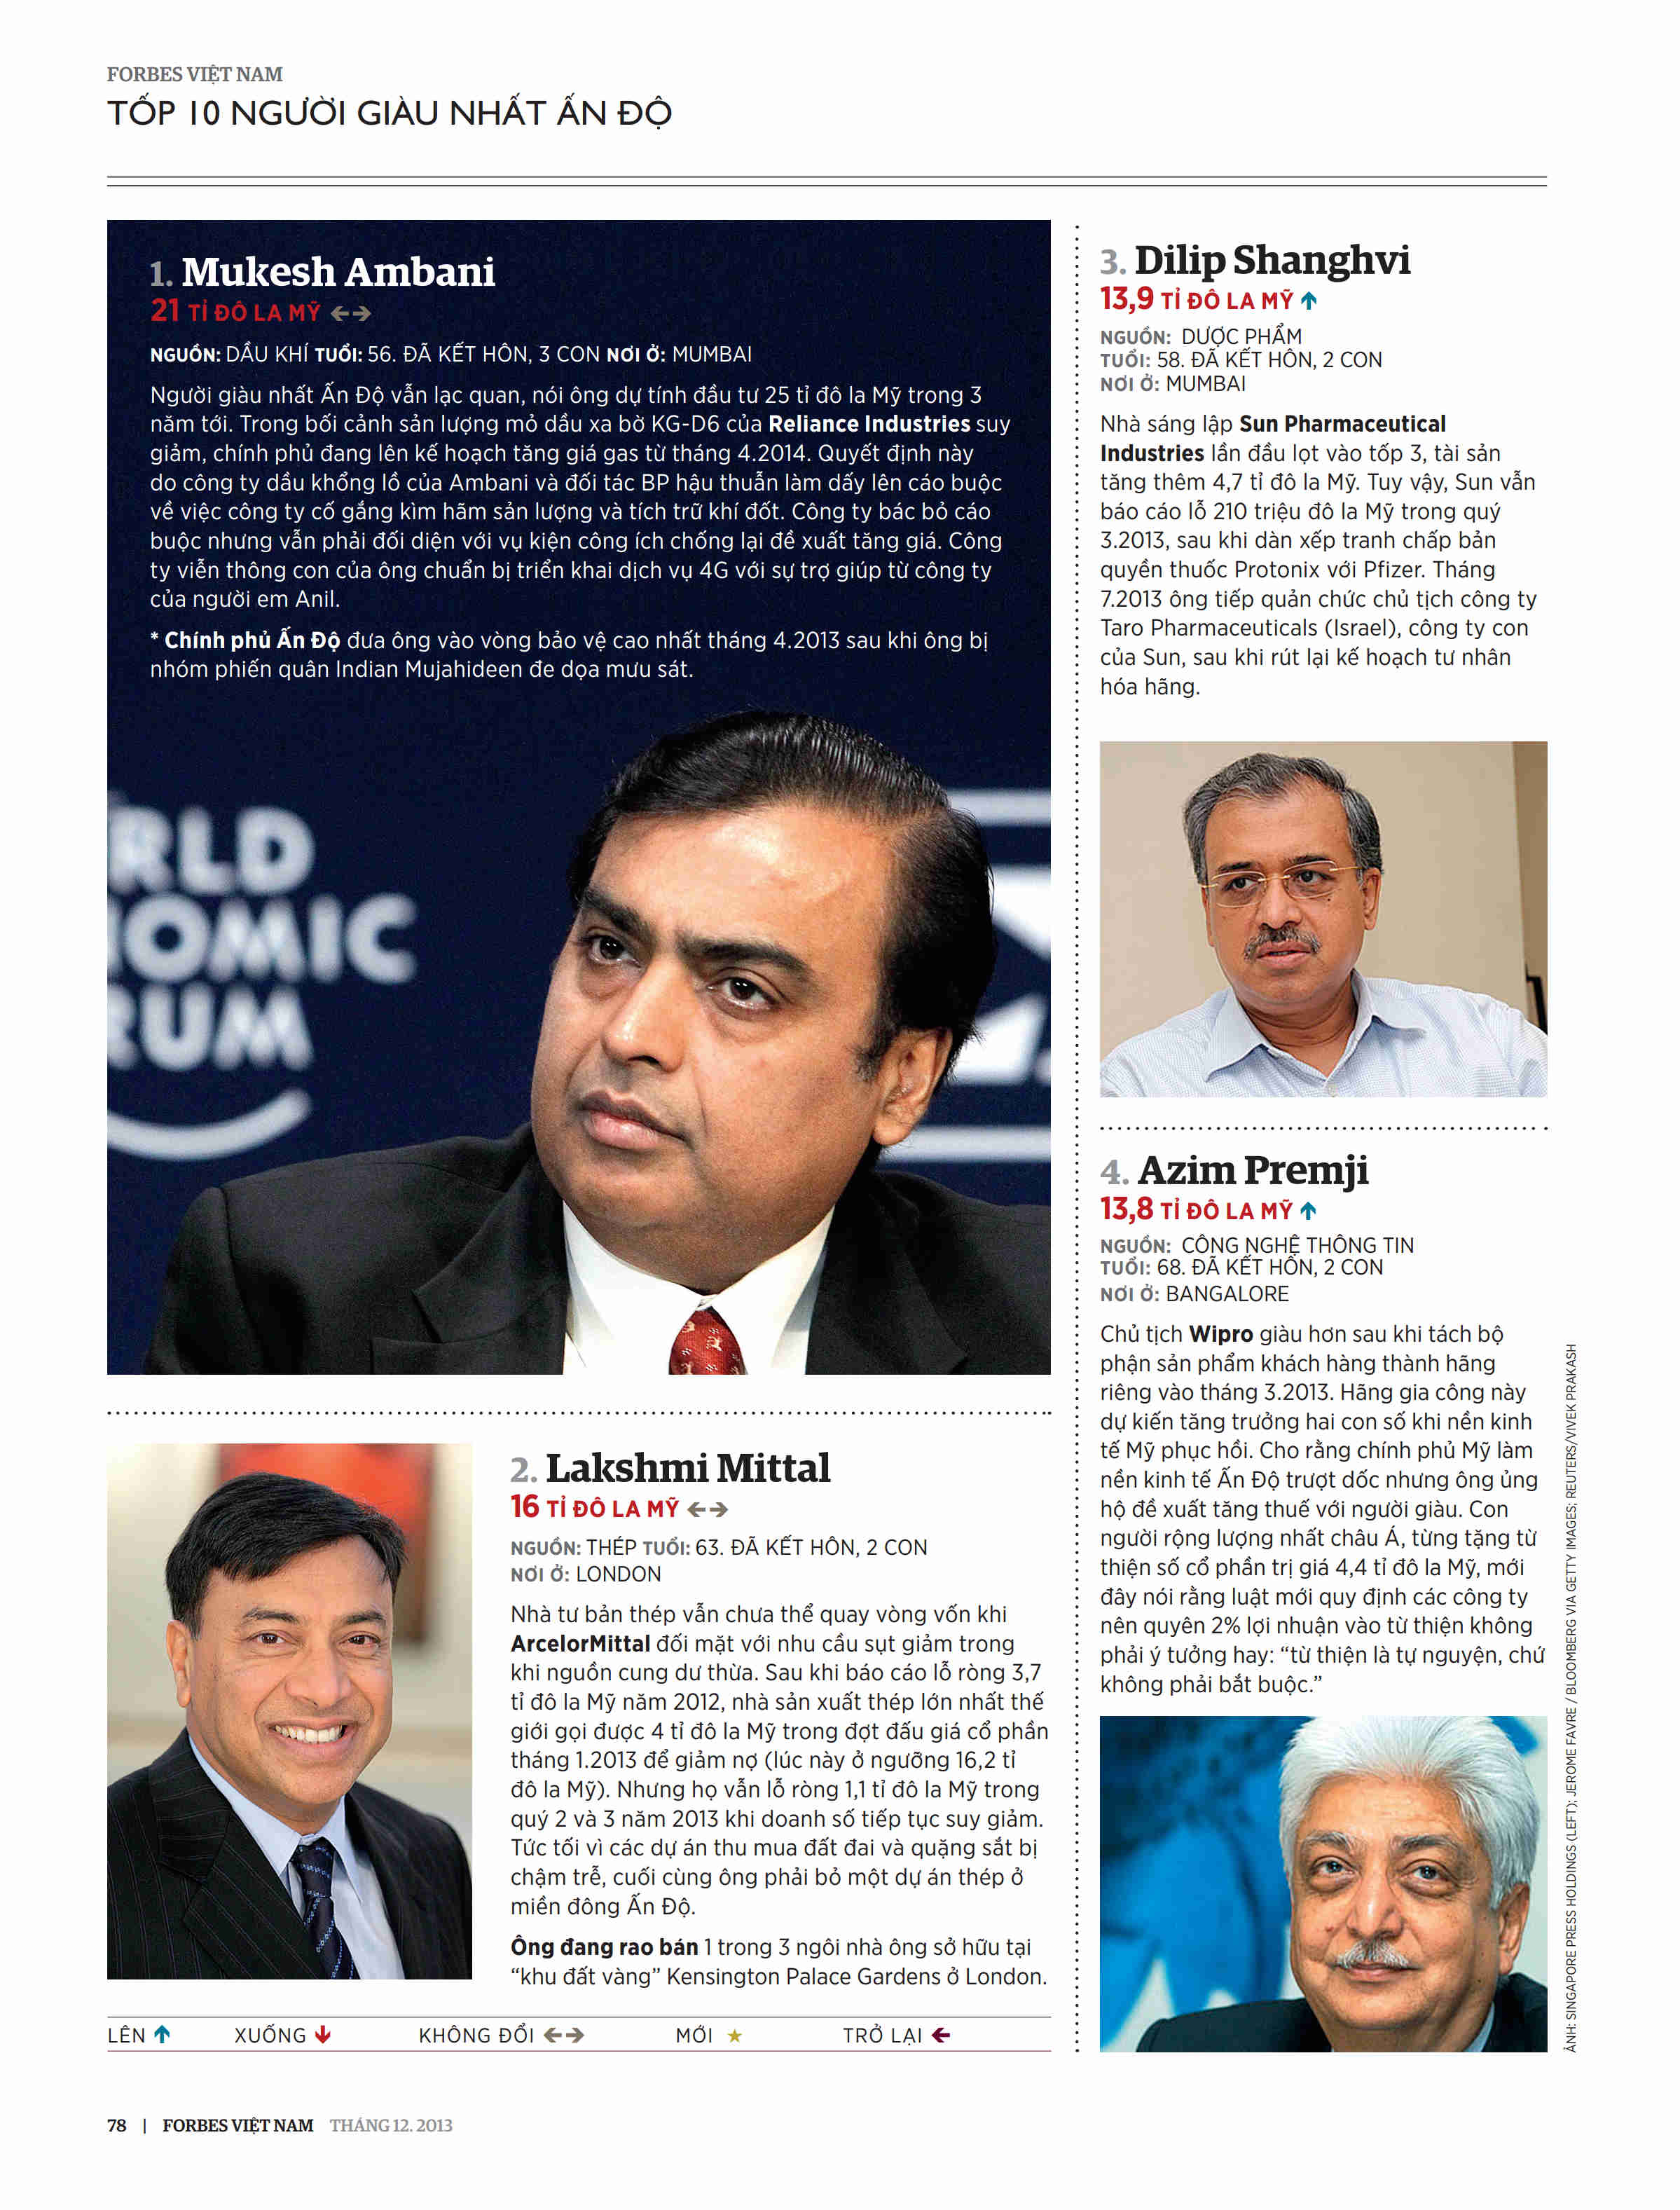 FORBES VIỆT NAM
TỐP 10 NGƯỜI GIÀU NHẤT ẤN ĐỘ
1. Mukesh Ambani
21 TỈ ĐÔ LA MỸ
NGUỒN: DẦU KHÍ TUỔI: 56. ĐÃ KẾT HÔN, 3 CON NƠI Ở: MUMBAI
Người giàu nhất Ấn Độ vẫn lạc quan, nói ông dự tính đầu tư 25 tỉ đô la Mỹ trong 3
năm tới. Trong bối cảnh sản lượng mỏ dầu xa bờ KG-D6 của Reliance Industries suy
giảm, chính phủ đang lên kế hoạch tăng giá gas từ tháng 4.2014. Quyết định này
do công ty dầu khổng lồ của Ambani và đối tác BP hậu thuẫn làm dấy lên cáo buộc
về việc công ty cố gắng kìm hãm sản lượng và tích trữ khí đốt. Công ty bác bỏ cáo
buộc nhưng vẫn phải đối diện với vụ kiện công ích chống lại đề xuất tăng giá. Công
ty viễn thông con của ông chuẩn bị triển khai dịch vụ 4G với sự trợ giúp từ công ty
của người em Anil.
* Chính phủ Ấn Độ đưa ông vào vòng bảo vệ cao nhất tháng 4.2013 sau khi ông bị
nhóm phiến quân Indian Mujahideen đe dọa mưu sát.
RLD
OMIC
RUM
2. Lakshmi Mittal
16 TỈ ĐÔ LA MỸ
NGUỒN: THÉP TUỔI: 63. ĐÃ KẾT HÔN, 2 CON
NƠI Ở: LONDON
Nhà tư bản thép vẫn chưa thể quay vòng vốn khi
ArcelorMittal đối mặt với nhu cầu sụt giảm trong
khi nguồn cung dư thừa. Sau khi báo cáo lỗ ròng 3,7
tỉ đô la Mỹ năm 2012, nhà sản xuất thép lớn nhất thế
giới gọi được 4 tỉ đô la Mỹ trong đợt đấu giá cổ phần
tháng 1.2013 để giảm nợ (lúc này ở ngưỡng 16,2 tỉ
đô la Mỹ). Nhưng họ vẫn lỗ ròng 1,1 tỉ đô la Mỹ trong
quý 2 và 3 năm 2013 khi doanh số tiếp tục suy giảm.
Tức tối vì các dự án thu mua đất đai và quặng sắt bị
chậm trễ, cuối cùng ông phải bỏ một dự án thép ở
miền đông Ấn Độ.
Ông đang rao bán 1 trong 3 ngôi nhà ông sở hữu tại
“khu đất vàng” Kensington Palace Gardens ở London.
3. Dilip Shanghvi
13,9 TỈ ĐÔ LA MỸ
NGUỒN: DƯỢC PHẨM
TUỔI: 58. ĐÃ KẾT HÔN, 2 CON
NƠI Ở: MUMBAI
Nhà sáng lập Sun Pharmaceutical
Industries lần đầu lọt vào tốp 3, tài sản
tăng thêm 4,7 tỉ đô la Mỹ. Tuy vậy, Sun vẫn
báo cáo lỗ 210 triệu đô la Mỹ trong quý
3.2013, sau khi dàn xếp tranh chấp bản
quyền thuốc Protonix với Pfizer. Tháng
7.2013 ông tiếp quản chức chủ tịch công ty
Taro Pharmaceuticals (Israel), công ty con
của Sun, sau khi rút lại kế hoạch tư nhân
hóa hãng.
4. Azim Premji
13,8 TỈ ĐÔ LA MỸ
NGUỒN: CÔNG NGHỆ THÔNG TIN
TUỔI: 68. ĐÃ KẾT HÔN, 2 CON
NƠI Ở: BANGALORE
Chủ tịch Wipro giàu hơn sau khi tách bộ
phận sản phẩm khách hàng thành hãng
riêng vào tháng 3.2013. Hãng gia công này
dự kiến tăng trưởng hai con số khi nền kinh
tế Mỹ phục hồi. Cho rằng chính phủ Mỹ làm
nền kinh tế Ấn Độ trượt dốc nhưng ông ủng
hộ đề xuất tăng thuế với người giàu. Con
người rộng lượng nhất châu Á, từng tặng từ
thiện số cổ phần trị giá 4,4 tỉ đô la Mỹ, mới
đây nói rằng luật mới quy định các công ty
nên quyên 2% lợi nhuận vào từ thiện không
phải ý tưởng hay: “từ thiện là tự nguyện, chứ
không phải bắt buộc.”
ẢNH: SINGAPORE PRESS HOLDINGS (LEFT); JEROME FAVRE / BLOOMBERG VIA GETTY IMAGES; REUTERS/VIVEK PRAKASH
LÊN XUỐNG KHÔNG ĐỔI MỚI TRỞ LẠI
78 | FORBES VIỆT NAM THÁNG 12. 2013